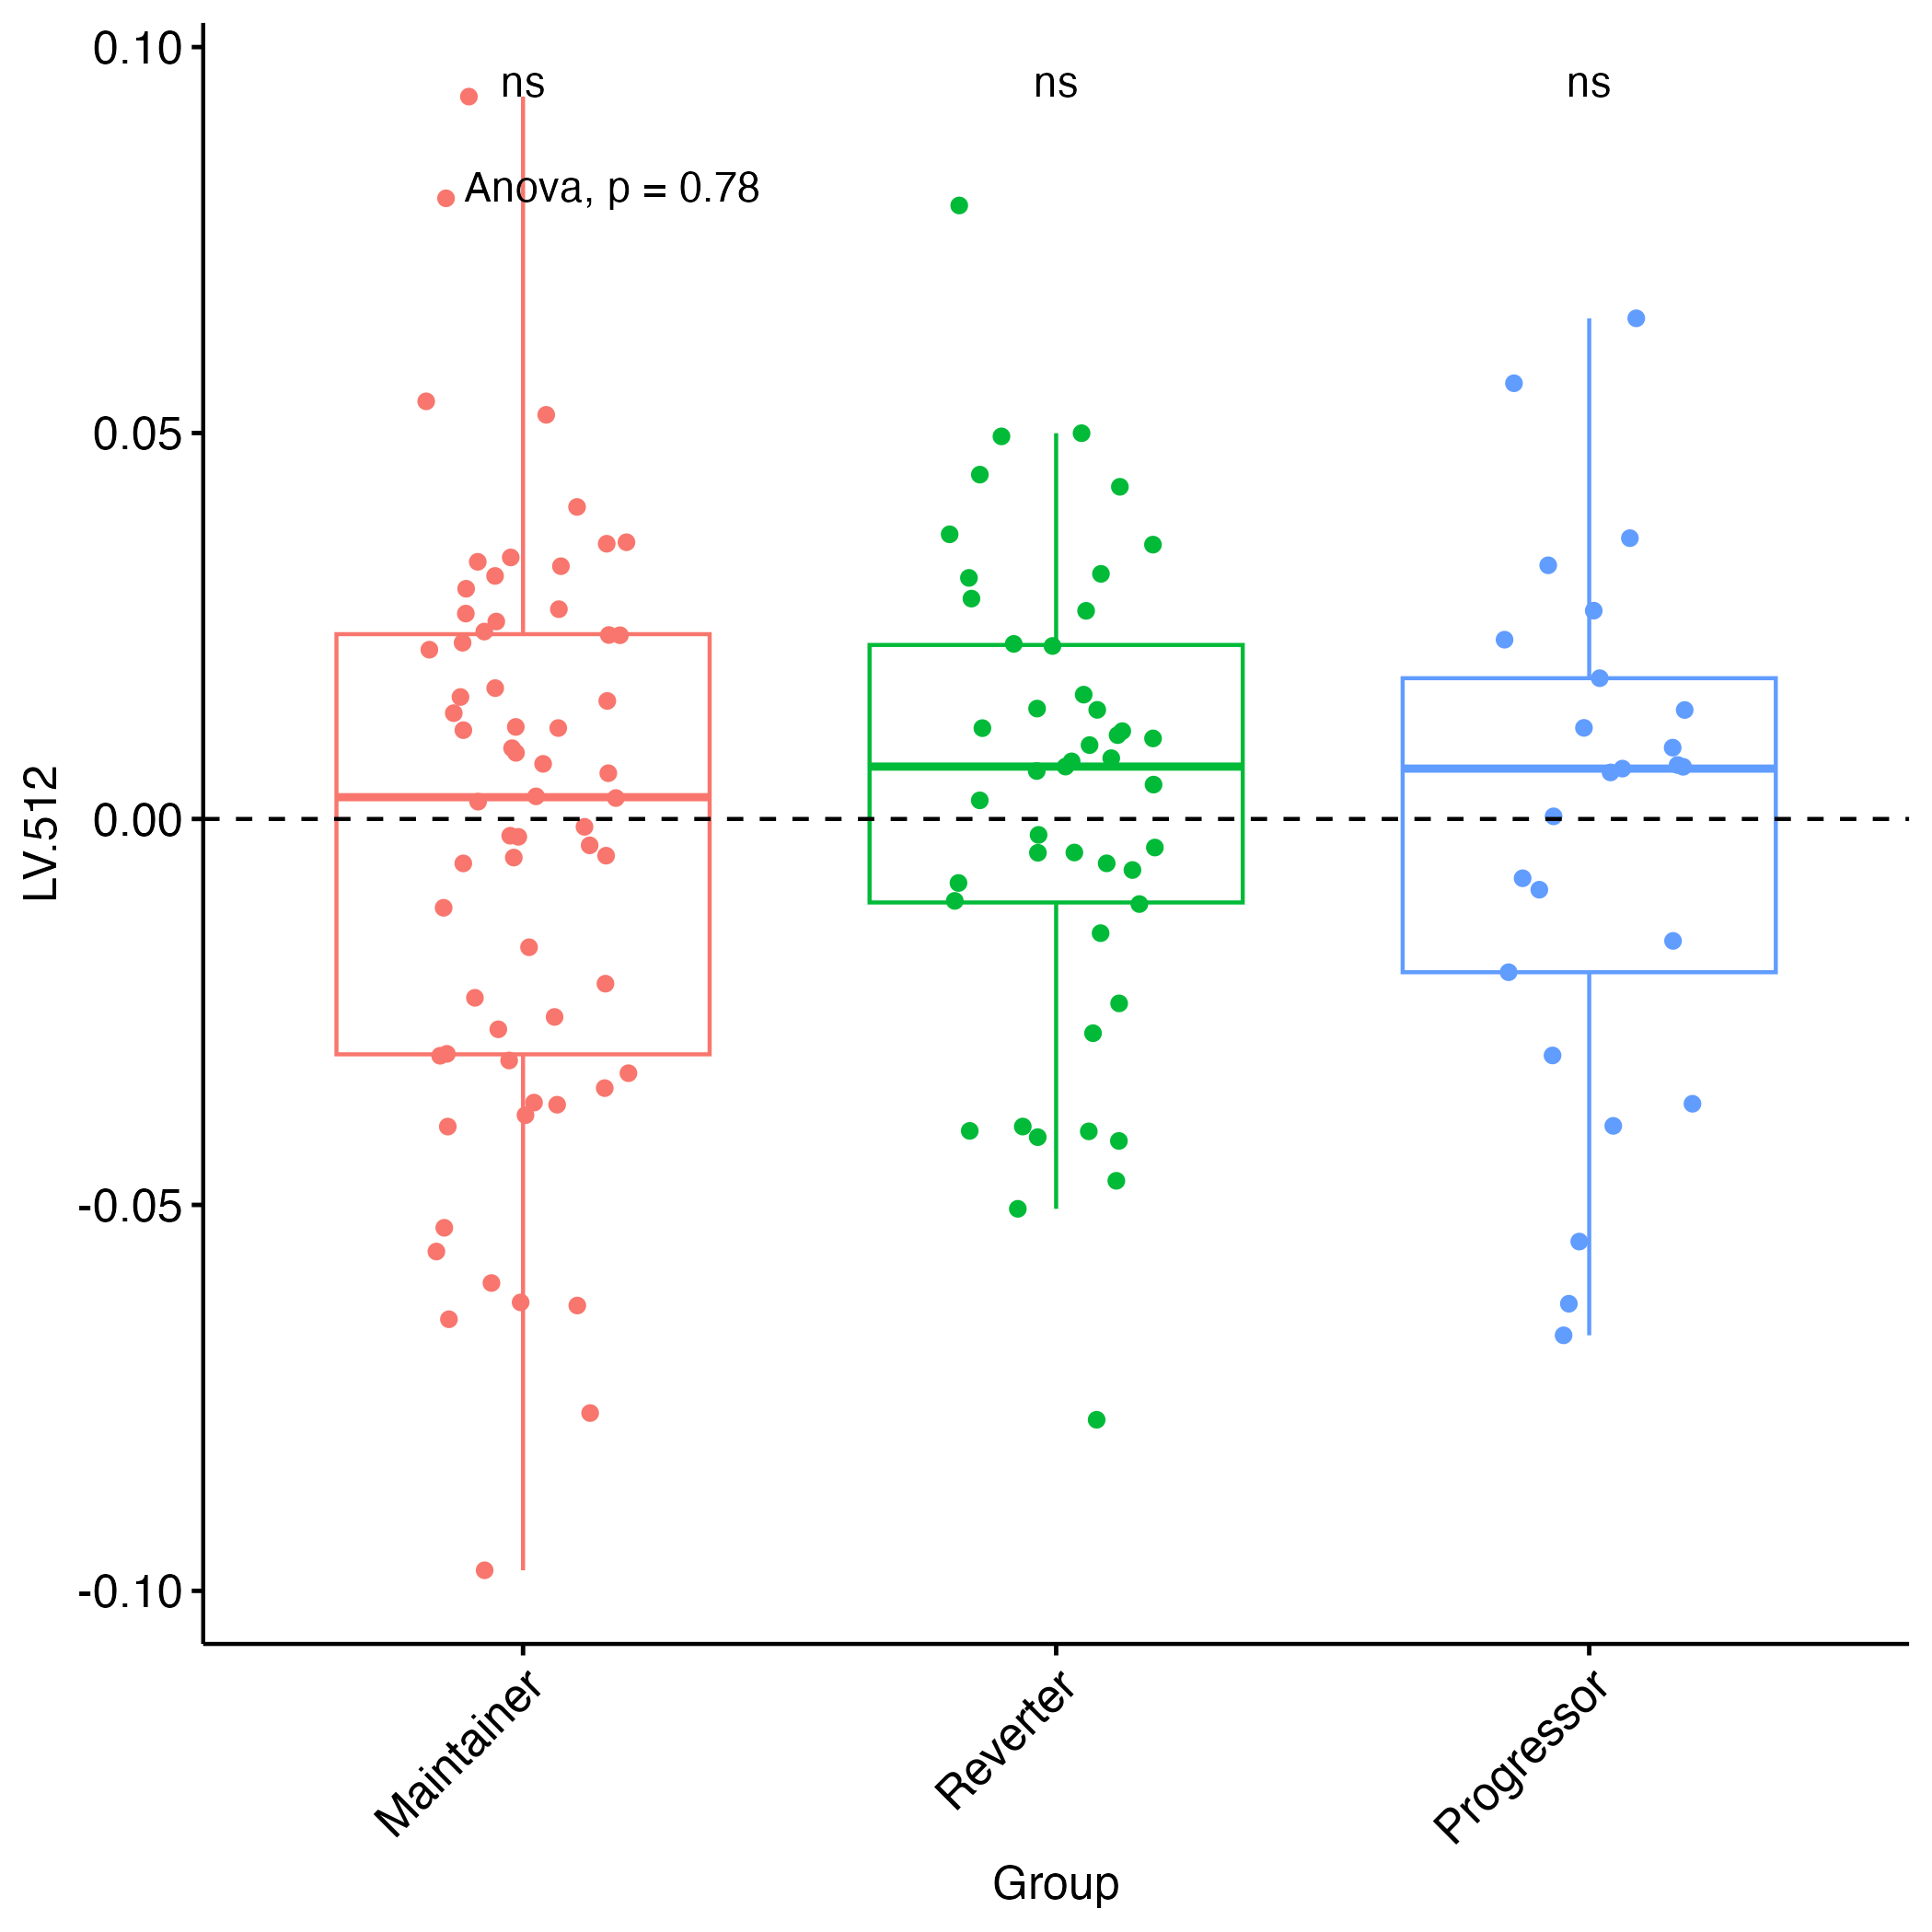 0.10
ns ns ns
Anova, p = 0.78
0.05
LV.512
0.00
-0.05
-0.10
Maintainer
Reverter
Progressor
Group